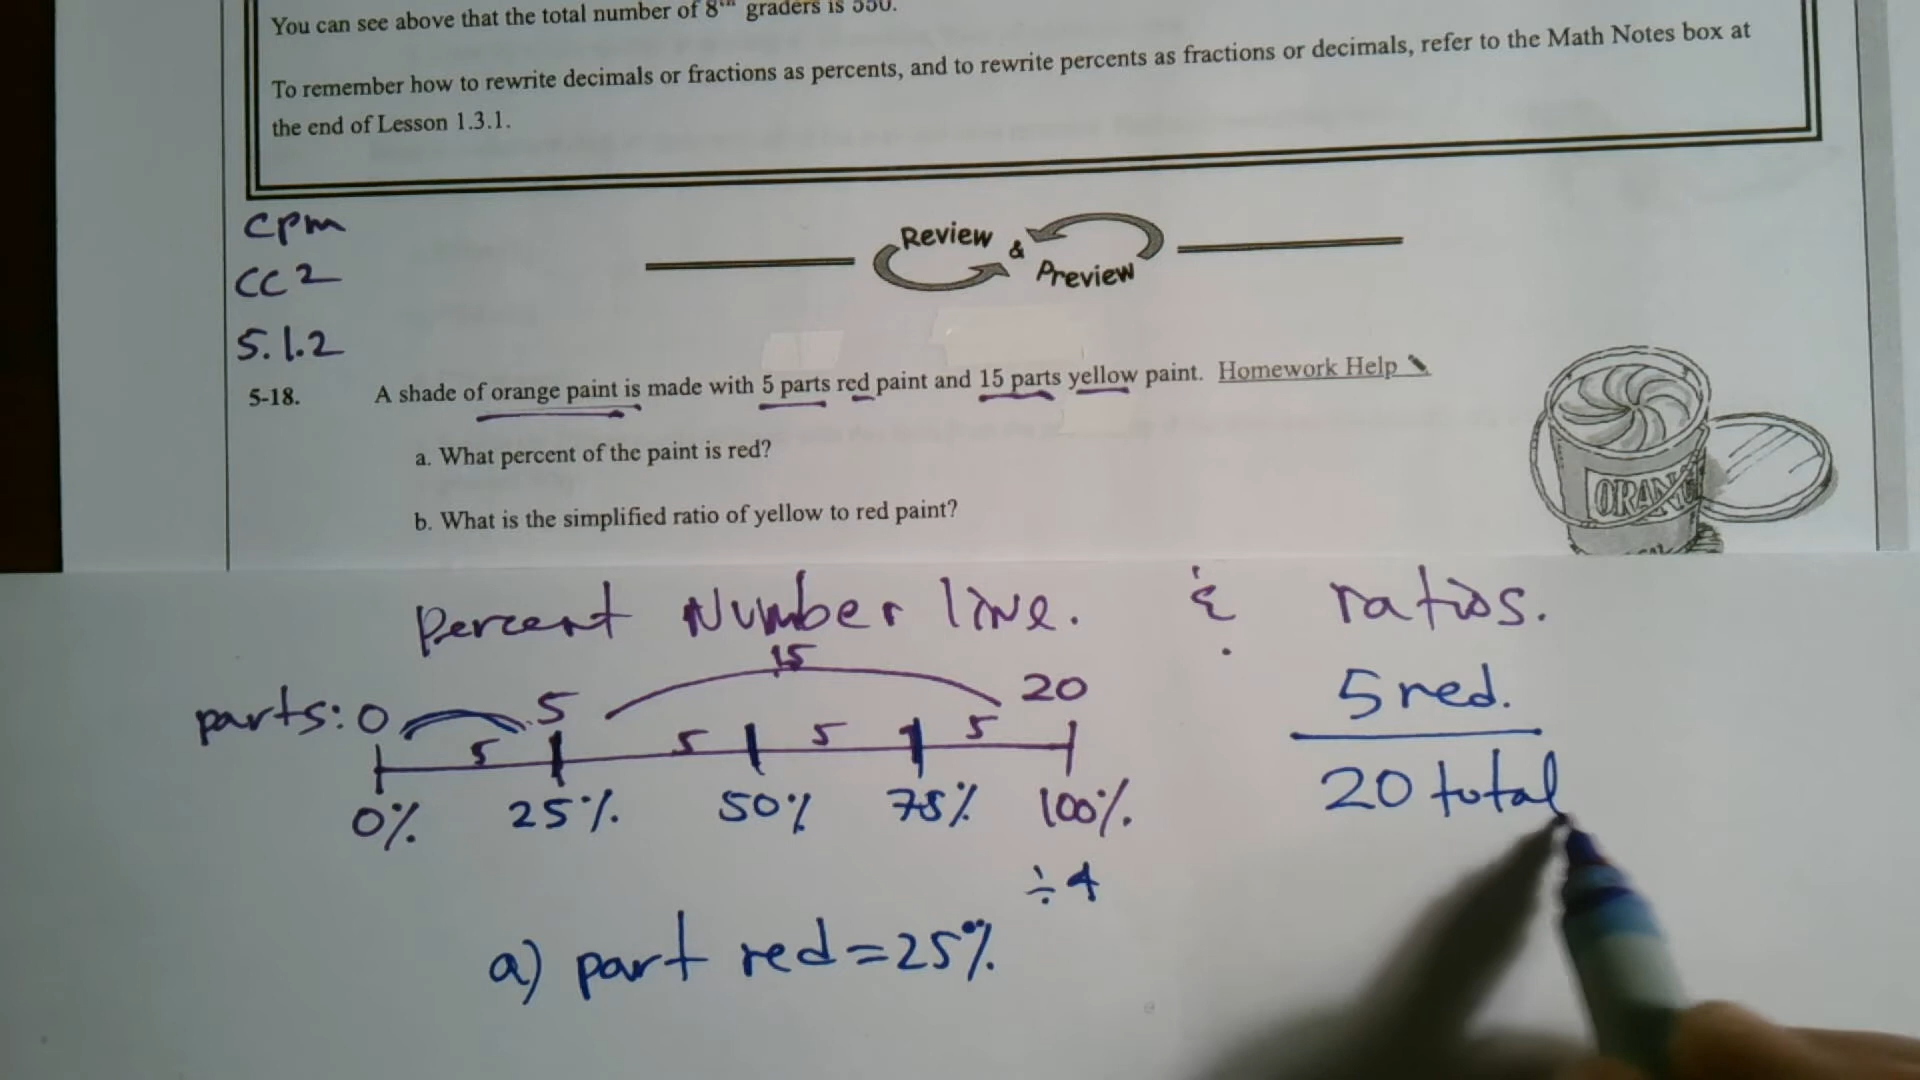 You can see above that the total number of 8th graders is 550.
To remember how to rewrite decimals or fractions as percents, and to rewrite percents as fractions or decimals, refer to the Math Notes box at
the end of Lesson 1.3.1.
cpm
CC2
5.1.2
Review & Preview
5-18. A shade of orange paint is made with 5 parts red paint and 15 parts yellow paint. Homework Help
a. What percent of the paint is red?
b. What is the simplified ratio of yellow to red paint?
ORAN
Percent Number line. & ratios.
15
parts: 0 5 20
5 5 5 5
0% 25% 50% 75% 100%
÷4
5 red.
20 total
a) part red = 25%